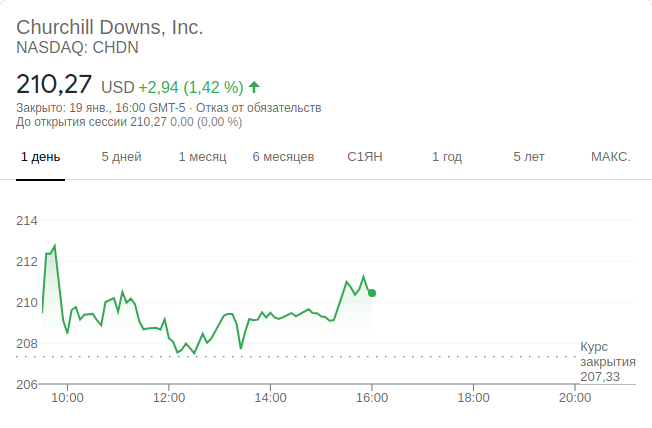 Churchill Downs, Inc.
NASDAQ: CHDN
210,27 USD +2,94 (1,42 %)
Закрыто: 19 янв., 16:00 GMT-5 · Отказ от обязательств
До открытия сессии 210,27 0,00 (0,00 %)
1 день 5 дней 1 месяц 6 месяцев С1ЯН 1 год 5 лет МАКС.
214
212
210
208
Курс
закрытия
207,33
206
10:00 12:00 14:00 16:00 18:00 20:00